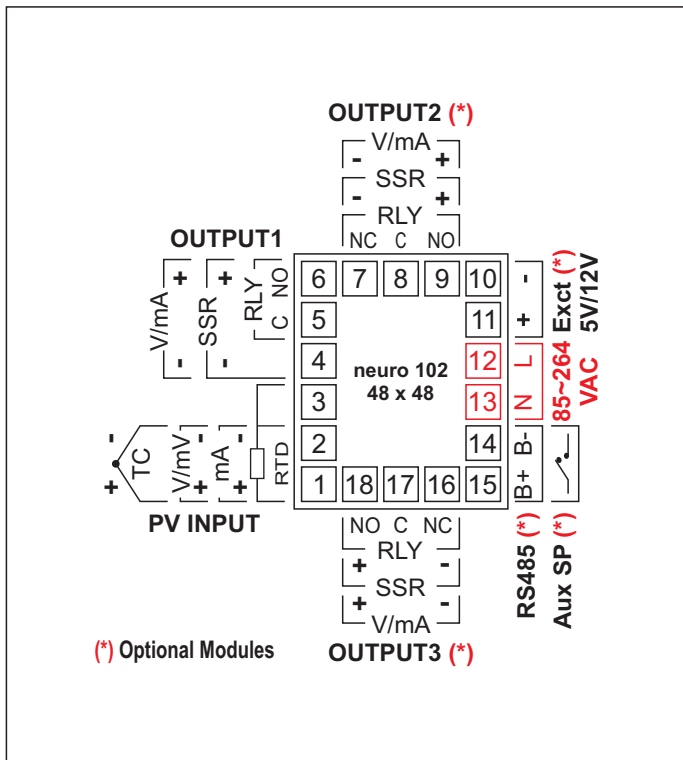 OUTPUT2 (*)
- V/mA +
- SSR +
RLY
NC C NO
OUTPUT1
V/mA + -
SSR + -
RLY
C NO
6 7 8 9 10
5 11
4 12
3 13
2 14
1 18 17 16 15
neuro 102
48 x 48
+ -
Exct (*)
5V/12V
N L
85~264
VAC
B+ B-
RS485 (*)
Aux SP (*)
- TC +
V/mV - +
mA - +
RTD
PV INPUT
NO C NC
RLY
+ SSR -
+ V/mA -
OUTPUT3 (*)
(*) Optional Modules